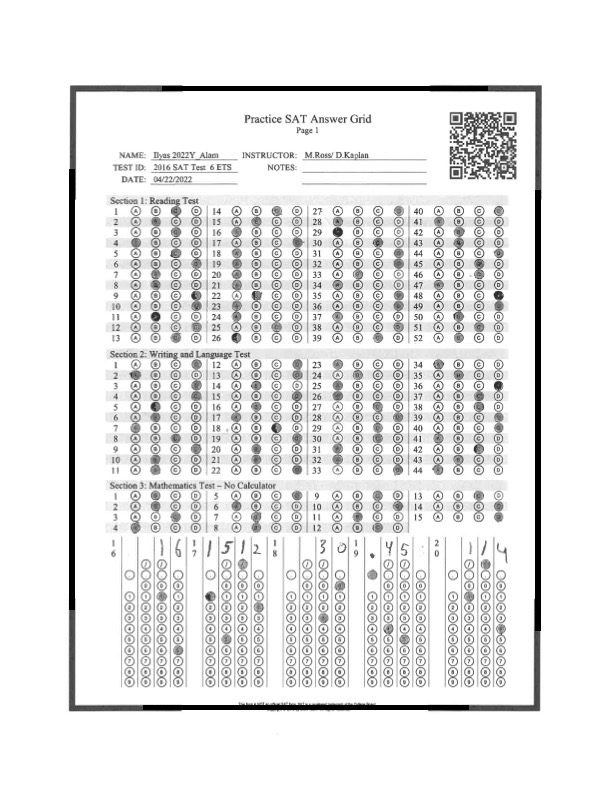 Practice SAT Answer Grid
Page 1
NAME: Ilyas 2022Y_Alam INSTRUCTOR: M.Ross/ D.Kaplan
TEST ID: 2016 SAT Test 6 ETS NOTES:
DATE: 04/22/2022
Section 1: Reading Test
1 A B C D 14 A B C D 27 A B C D 40 A B C D
2 A B C D 15 A B C D 28 A B C D 41 A B C D
3 A B C D 16 A B C D 29 A B C D 42 A B C D
4 A B C D 17 A B C D 30 A B C D 43 A B C D
5 A B C D 18 A B C D 31 A B C D 44 A B C D
6 A B C D 19 A B C D 32 A B C D 45 A B C D
7 A B C D 20 A B C D 33 A B C D 46 A B C D
8 A B C D 21 A B C D 34 A B C D 47 A B C D
9 A B C D 22 A B C D 35 A B C D 48 A B C D
10 A B C D 23 A B C D 36 A B C D 49 A B C D
11 A B C D 24 A B C D 37 A B C D 50 A B C D
12 A B C D 25 A B C D 38 A B C D 51 A B C D
13 A B C D 26 A B C D 39 A B C D 52 A B C D
Section 2: Writing and Language Test
1 A B C D 12 A B C D 23 A B C D 34 A B C D
2 A B C D 13 A B C D 24 A B C D 35 A B C D
3 A B C D 14 A B C D 25 A B C D 36 A B C D
4 A B C D 15 A B C D 26 A B C D 37 A B C D
5 A B C D 16 A B C D 27 A B C D 38 A B C D
6 A B C D 17 A B C D 28 A B C D 39 A B C D
7 A B C D 18 A B C D 29 A B C D 40 A B C D
8 A B C D 19 A B C D 30 A B C D 41 A B C D
9 A B C D 20 A B C D 31 A B C D 42 A B C D
10 A B C D 21 A B C D 32 A B C D 43 A B C D
11 A B C D 22 A B C D 33 A B C D 44 A B C D
Section 3: Mathematics Test – No Calculator
1 A B C D 5 A B C D 9 A B C D 13 A B C D
2 A B C D 6 A B C D 10 A B C D 14 A B C D
3 A B C D 7 A B C D 11 A B C D 15 A B C D
4 A B C D 8 A B C D 12 A B C D
16 16 17 1512 18 30 19 .45 20 114